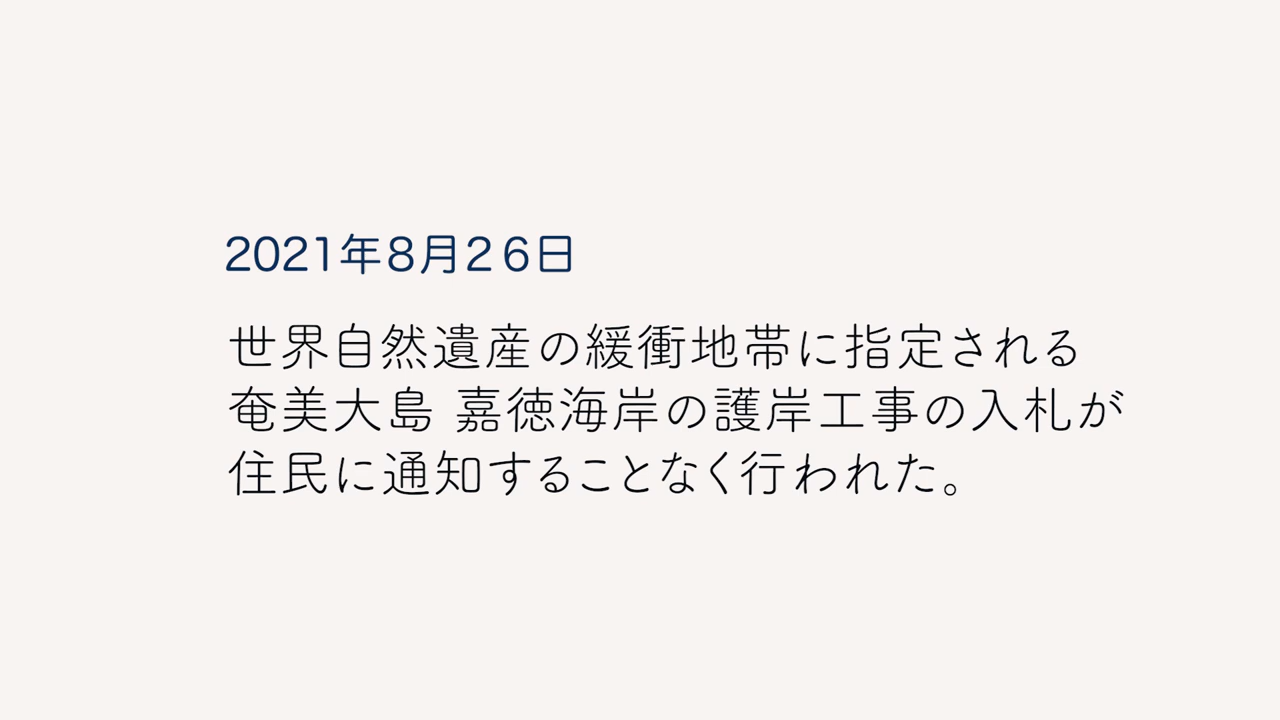 2021年8月26日
世界自然遺産の緩衝地帯に指定される
奄美大島 嘉徳海岸の護岸工事の入札が
住民に通知することなく行われた。